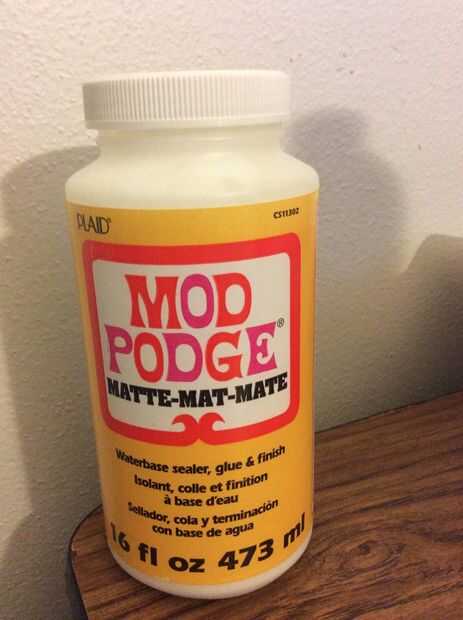 PLAID®
CS11302
MOD
PODGE®
MATTE-MAT-MATE
Waterbase sealer, glue & finish
Isolant, colle et finition
à base d'eau
Sellador, cola y terminación
con base de agua
16 fl oz 473 ml